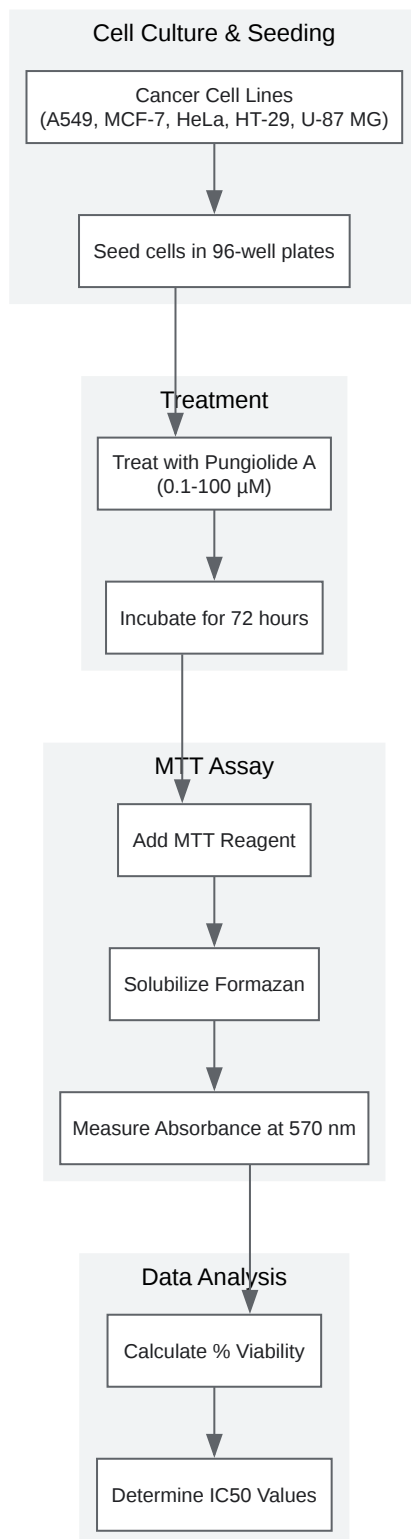 Cell Culture & Seeding
Cancer Cell Lines
(A549, MCF-7, HeLa, HT-29, U-87 MG)
Seed cells in 96-well plates
Treatment
Treat with Pungiolide A
(0.1-100 µM)
Incubate for 72 hours
MTT Assay
Add MTT Reagent
Solubilize Formazan
Measure Absorbance at 570 nm
Data Analysis
Calculate % Viability
Determine IC50 Values